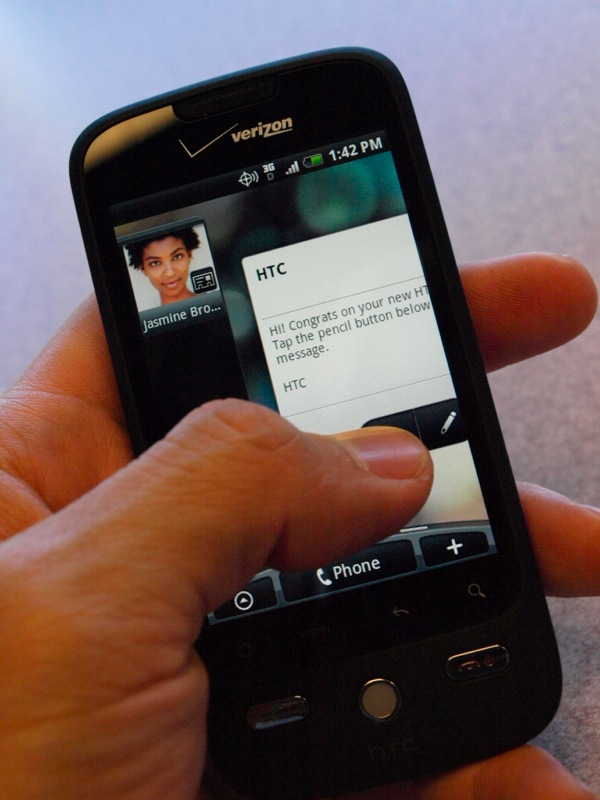 verizon
3G
D
1:42 PM
Jasmine Bro...
HTC
Hi! Congrats on your new HT
Tap the pencil button below
message.
HTC
Phone
MENU
hTC